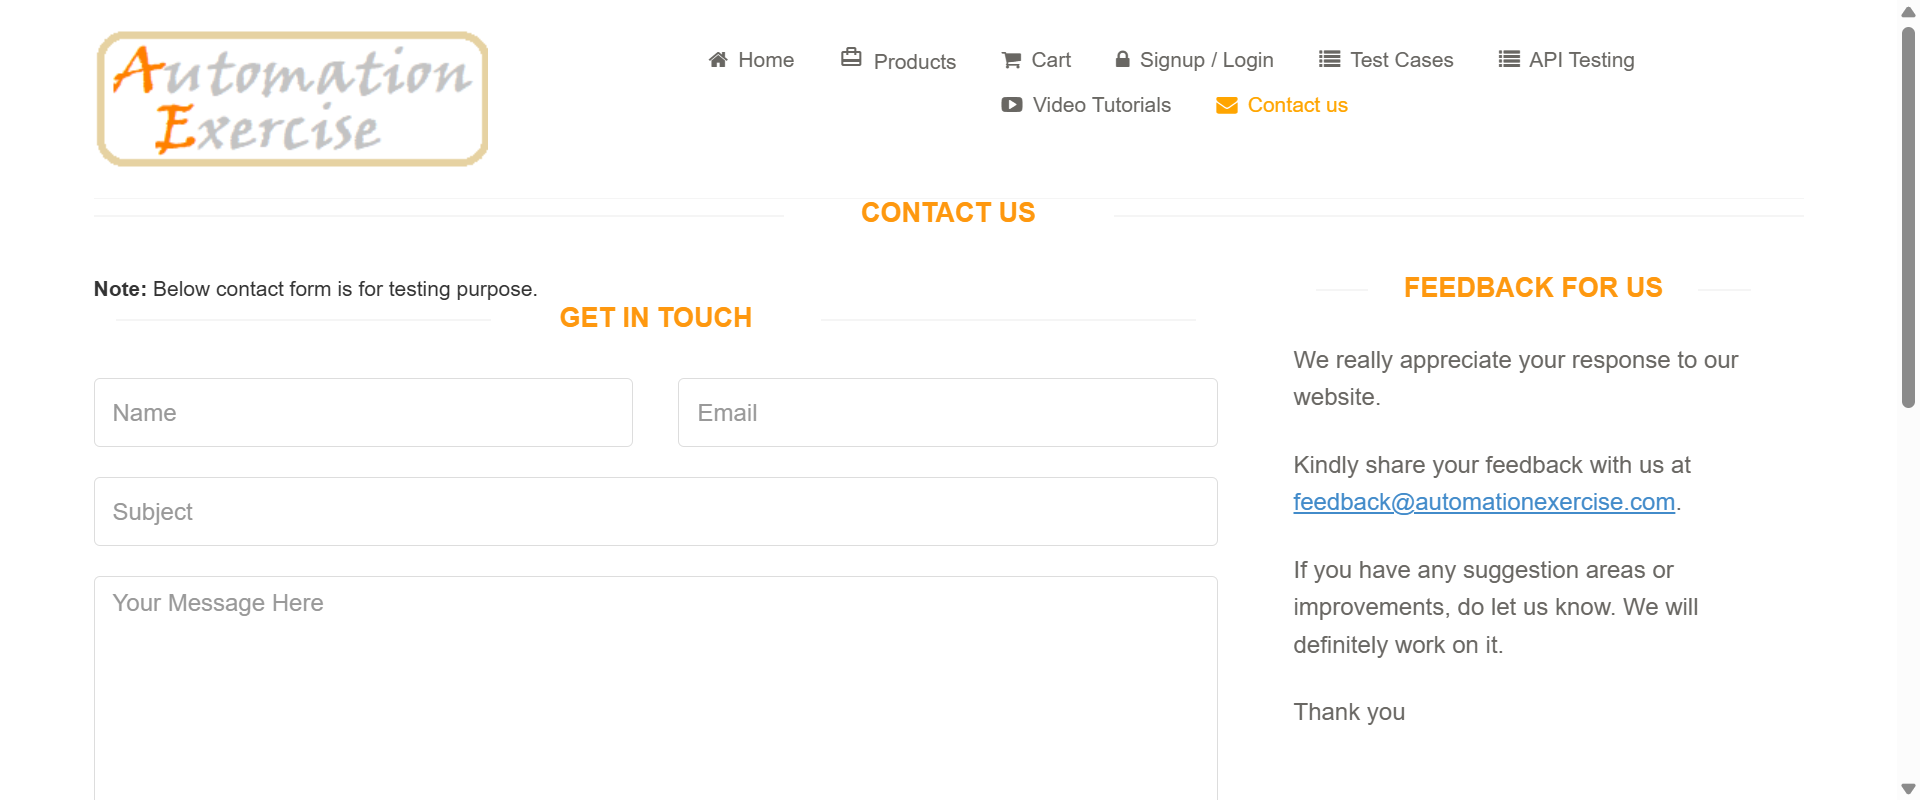 Automation
Exercise
Home
Products
Cart
Signup / Login
Test Cases
API Testing
Video Tutorials
Contact us
CONTACT US
Note: Below contact form is for testing purpose.
GET IN TOUCH
Name
Email
Subject
Your Message Here
FEEDBACK FOR US
We really appreciate your response to our
website.
Kindly share your feedback with us at
feedback@automationexercise.com.
If you have any suggestion areas or
improvements, do let us know. We will
definitely work on it.
Thank you